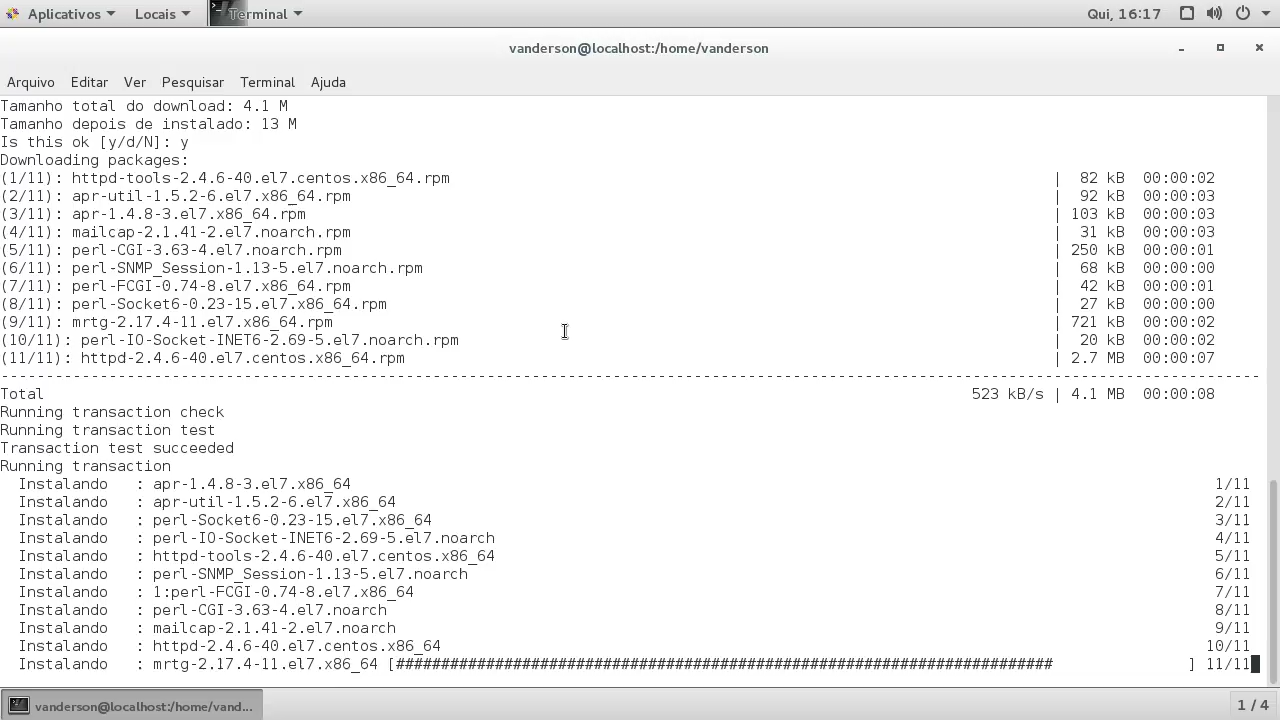 Aplicativos Locais Terminal Qui, 16:17
vanderson@localhost:/home/vanderson
Arquivo Editar Ver Pesquisar Terminal Ajuda
Tamanho total do download: 4.1 M
Tamanho depois de instalado: 13 M
Is this ok [y/d/N]: y
Downloading packages:
(1/11): httpd-tools-2.4.6-40.el7.centos.x86_64.rpm | 82 kB 00:00:02
(2/11): apr-util-1.5.2-6.el7.x86_64.rpm | 92 kB 00:00:03
(3/11): apr-1.4.8-3.el7.x86_64.rpm | 103 kB 00:00:03
(4/11): mailcap-2.1.41-2.el7.noarch.rpm | 31 kB 00:00:03
(5/11): perl-CGI-3.63-4.el7.noarch.rpm | 250 kB 00:00:01
(6/11): perl-SNMP_Session-1.13-5.el7.noarch.rpm | 68 kB 00:00:00
(7/11): perl-FCGI-0.74-8.el7.x86_64.rpm | 42 kB 00:00:01
(8/11): perl-Socket6-0.23-15.el7.x86_64.rpm | 27 kB 00:00:00
(9/11): mrtg-2.17.4-11.el7.x86_64.rpm | 721 kB 00:00:02
(10/11): perl-IO-Socket-INET6-2.69-5.el7.noarch.rpm | 20 kB 00:00:02
(11/11): httpd-2.4.6-40.el7.centos.x86_64.rpm | 2.7 MB 00:00:07
--------------------------------------------------------------------------------------------------------------------------------------------
Total 523 kB/s | 4.1 MB 00:00:08
Running transaction check
Running transaction test
Transaction test succeeded
Running transaction
Instalando : apr-1.4.8-3.el7.x86_64 1/11
Instalando : apr-util-1.5.2-6.el7.x86_64 2/11
Instalando : perl-Socket6-0.23-15.el7.x86_64 3/11
Instalando : perl-IO-Socket-INET6-2.69-5.el7.noarch 4/11
Instalando : httpd-tools-2.4.6-40.el7.centos.x86_64 5/11
Instalando : perl-SNMP_Session-1.13-5.el7.noarch 6/11
Instalando : 1:perl-FCGI-0.74-8.el7.x86_64 7/11
Instalando : perl-CGI-3.63-4.el7.noarch 8/11
Instalando : mailcap-2.1.41-2.el7.noarch 9/11
Instalando : httpd-2.4.6-40.el7.centos.x86_64 10/11
Instalando : mrtg-2.17.4-11.el7.x86_64 [######################################################################### ] 11/11
vanderson@localhost:/home/vand... 1 / 4